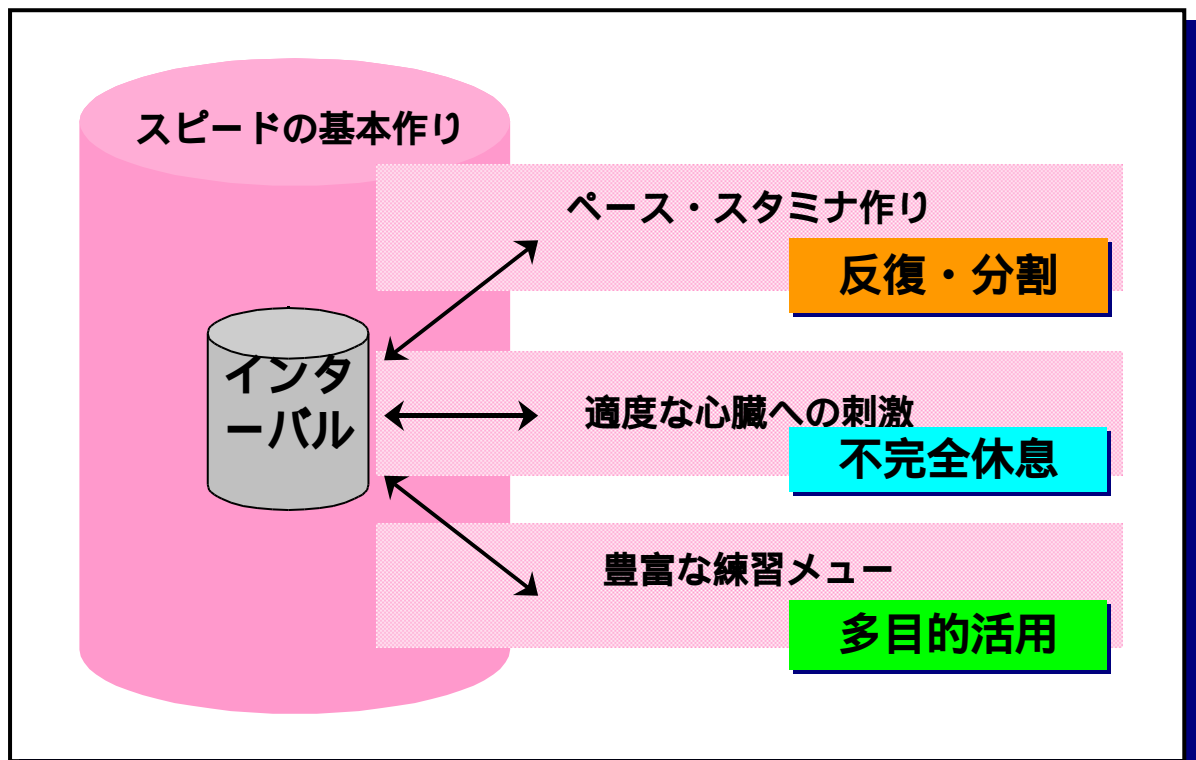 スピードの基本作り
ペース・スタミナ作り
反復・分割
インタ
ーバル
適度な心臓への刺激
不完全休息
豊富な練習メュー
多目的活用